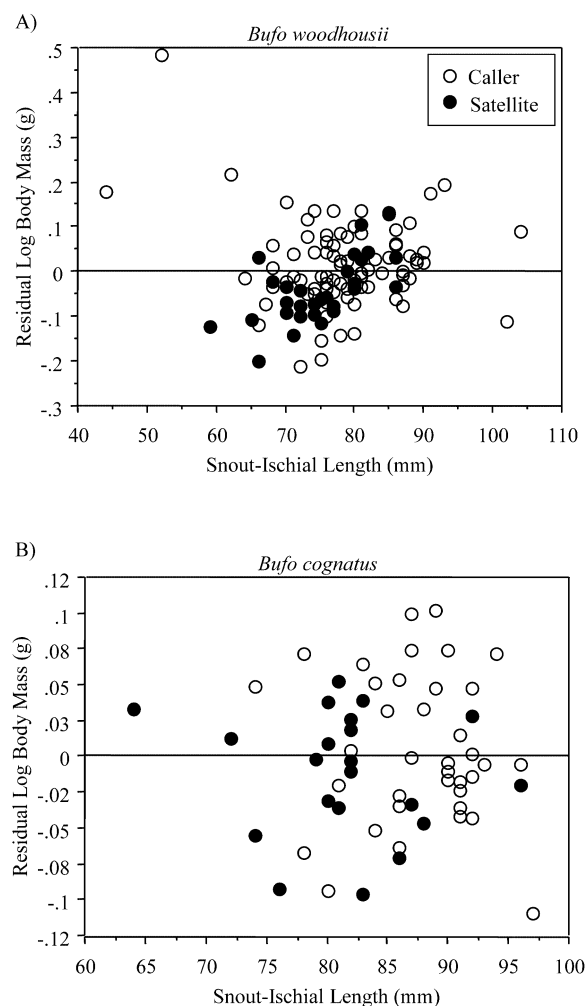 A)
Bufo woodhousii
.5
.4
.3
.2
.1
0
-.1
-.2
-.3
40 50 60 70 80 90 100 110
Residual Log Body Mass (g)
Snout-Ischial Length (mm)
Caller
Satellite
B)
Bufo cognatus
.12
.1
.08
.05
.03
0
-.02
-.05
-.08
-.1
-.12
60 65 70 75 80 85 90 95 100
Residual Log Body Mass (g)
Snout-Ischial Length (mm)